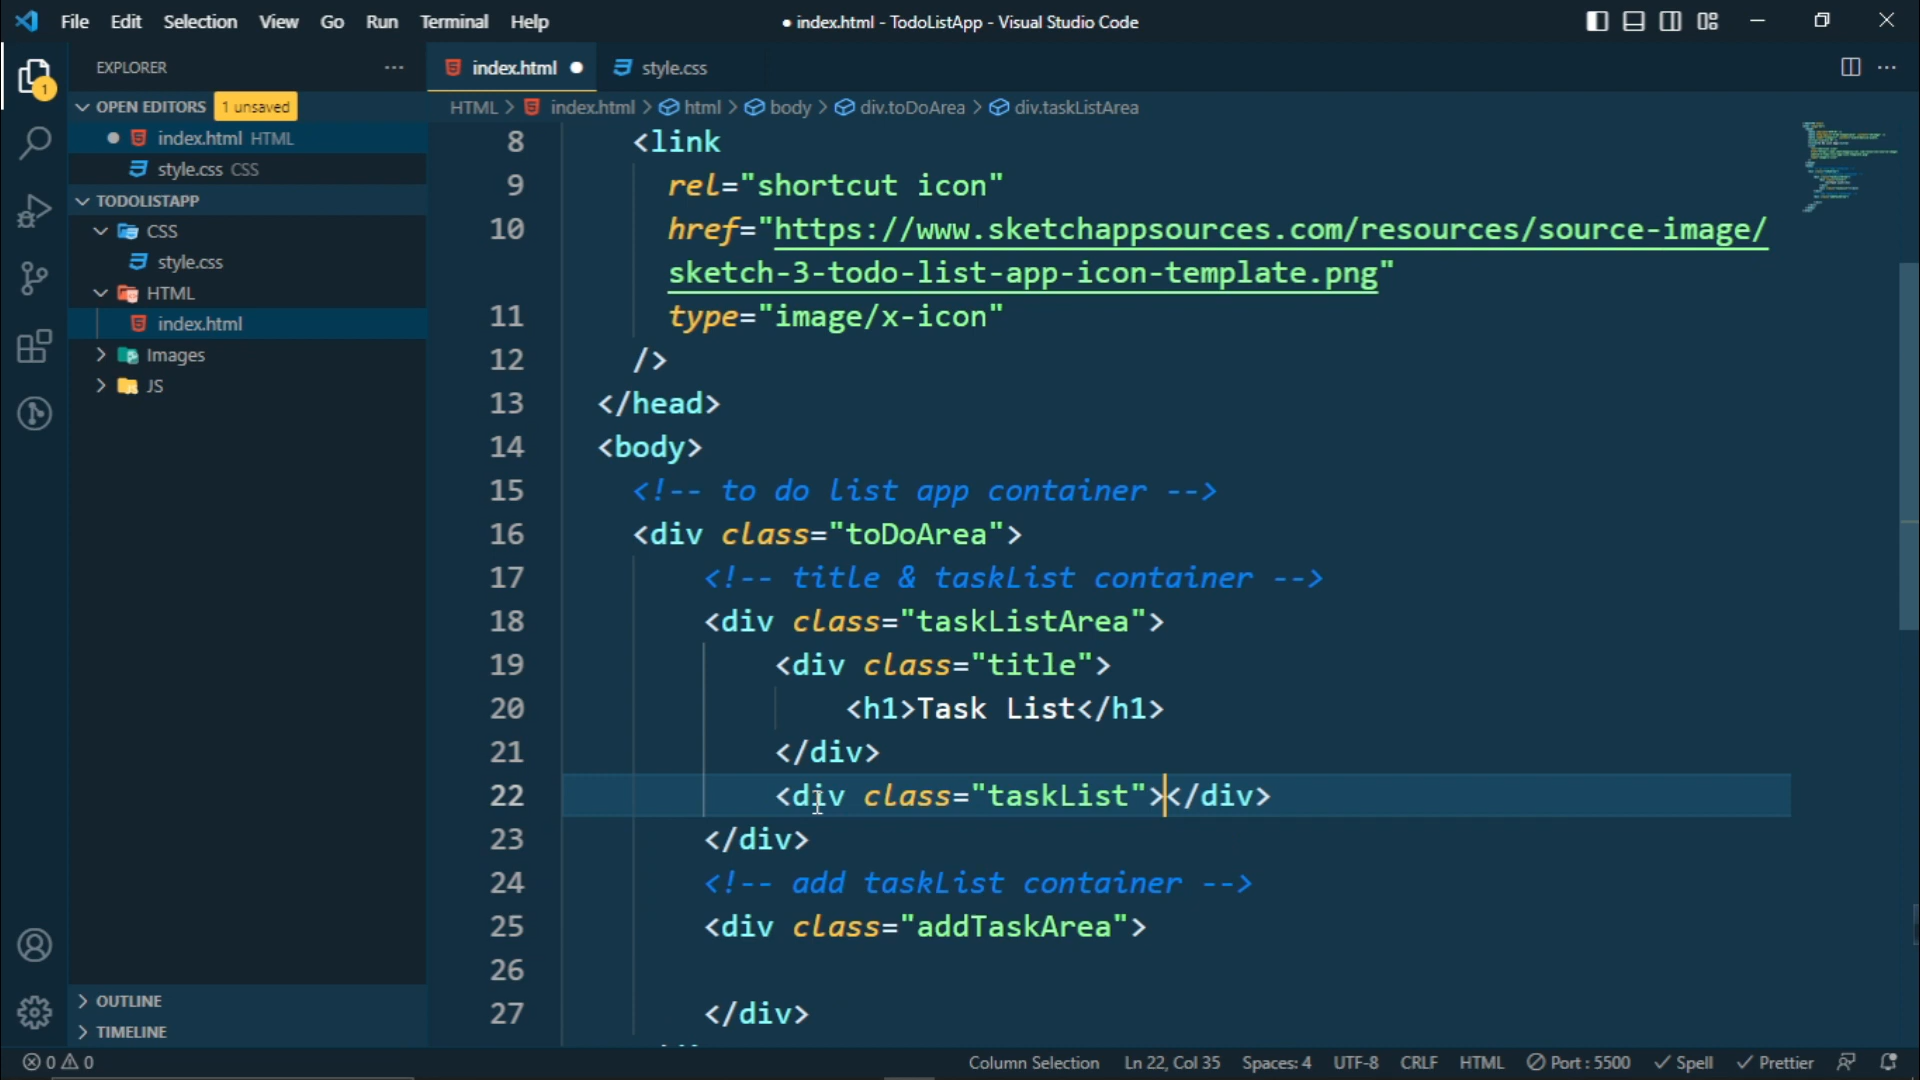 File Edit Selection View Go Run Terminal Help
● index.html - TodoListApp - Visual Studio Code
EXPLORER
OPEN EDITORS 1 unsaved
index.html HTML
style.css CSS
TODOLISTAPP
CSS
style.css
HTML
index.html
Images
JS
OUTLINE
TIMELINE
1
index.html
style.css
HTML > index.html > html > body > div.toDoArea > div.taskListArea
8 <link
9 rel="shortcut icon"
10 href="https://www.sketchappsources.com/resources/source-image/
sketch-3-todo-list-app-icon-template.png"
11 type="image/x-icon"
12 />
13 </head>
14 <body>
15 <!-- to do list app container -->
16 <div class="toDoArea">
17 <!-- title & taskList container -->
18 <div class="taskListArea">
19 <div class="title">
20 <h1>Task List</h1>
21 </div>
22 <div class="taskList"></div>
23 </div>
24 <!-- add taskList container -->
25 <div class="addTaskArea">
26
27 </div>
0 0 Column Selection Ln 22, Col 35 Spaces: 4 UTF-8 CRLF HTML Port : 5500 Spell Prettier